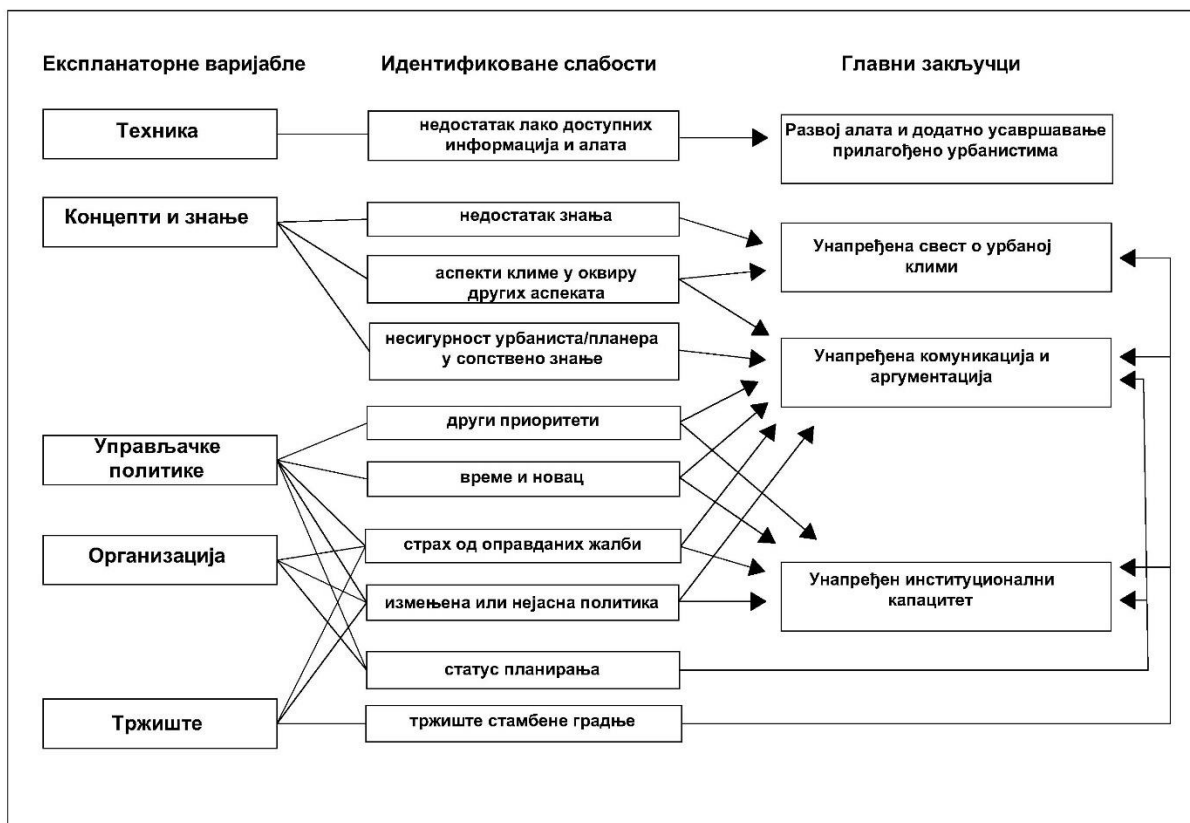 Експланаторне варијабле
Идентификоване слабости
Главни закључци
Техника
Концепти и знање
Управљачке
политике
Организација
Тржиште
недостатак лако доступних
информација и алата
недостатак знања
аспекти климе у оквиру
других аспеката
несигурност урбаниста/планера
у сопствено знање
други приоритети
време и новац
страх од оправданих жалби
измењена или нејасна политика
статус планирања
тржиште стамбене градње
Развој алата и додатно усавршавање
прилагођено урбанистима
Унапређена свест о урбаној
клими
Унапређена комуникација и
аргументација
Унапређен институционални
капацитет